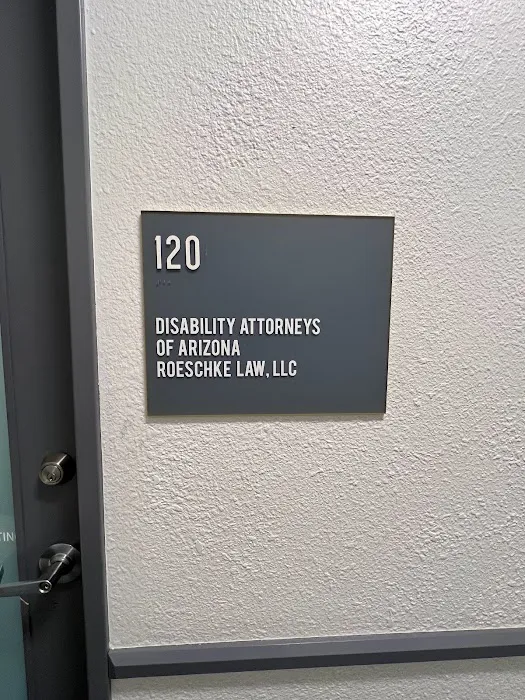 120
DISABILITY ATTORNEYS
OF ARIZONA
ROESCHKE LAW, LLC